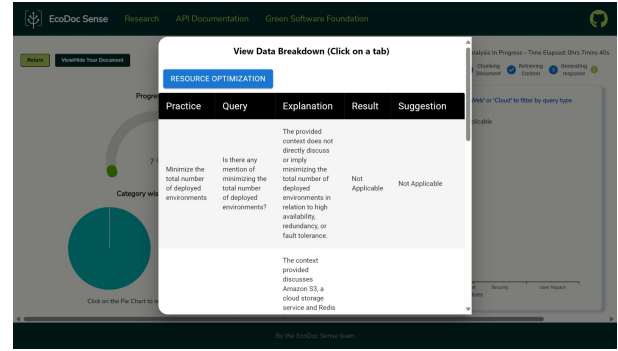 EcoDoc Sense Research API Documentation Green Software Foundation
Return View/Hide Your Document
Analysis In Progress - Time Elapsed: 0hrs 7mins 40s
Chunking Document Retrieving Context Generating response
View Data Breakdown (Click on a tab)
RESOURCE OPTIMIZATION
Practice Query Explanation Result Suggestion
Minimize the
total number
of deployed
environments
Is there any
mention of
minimizing the
total number
of deployed
environments?
The provided
context does not
directly discuss
or imply
minimizing the
total number of
deployed
environments in
relation to high
availability,
redundancy, or
fault tolerance.
Not
Applicable
Not Applicable
The context
provided
discusses
Amazon S3, a
cloud storage
service and Redis
Progre
7
Category wis
Click on the Pie Chart to s
Web' or 'Cloud' to filter by query type
plicable
Security User Impact
By the EcoDoc Sense team